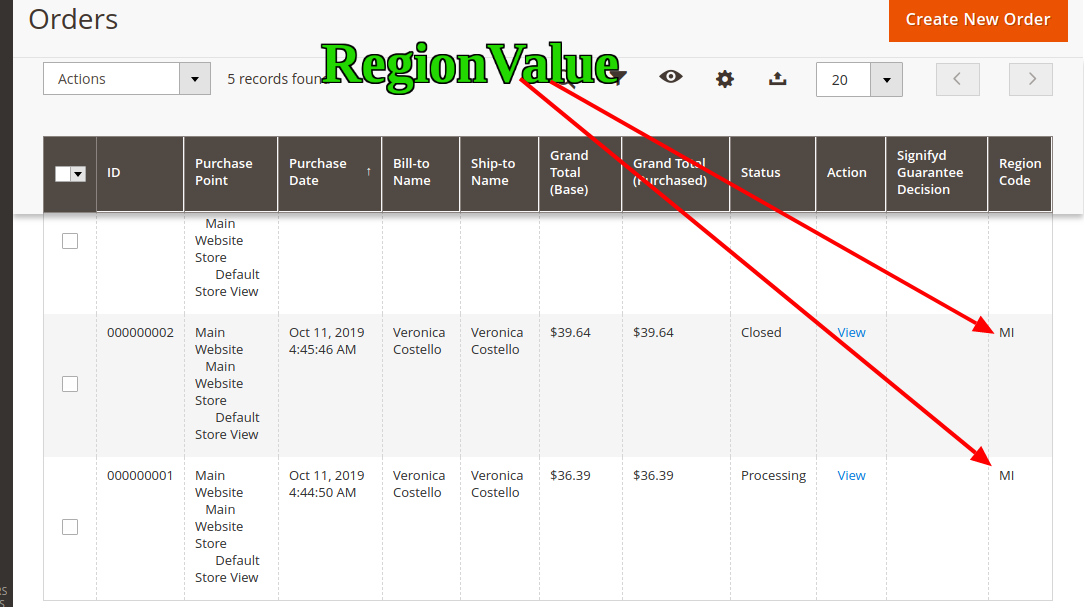 Orders
Create New Order
RegionValue
Actions
5 records foun
20
ID
Purchase
Point
Purchase
Date ↑
Bill-to
Name
Ship-to
Name
Grand
Total
(Base)
Grand Total
(Purchased)
Status
Action
Signifyd
Guarantee
Decision
Region
Code
Main
Website
Store
Default
Store View
000000002
Main
Website
Main
Website
Store
Default
Store View
Oct 11, 2019
4:45:46 AM
Veronica
Costello
Veronica
Costello
$39.64
$39.64
Closed
View
MI
000000001
Main
Website
Main
Website
Store
Default
Store View
Oct 11, 2019
4:44:50 AM
Veronica
Costello
Veronica
Costello
$36.39
$36.39
Processing
View
MI